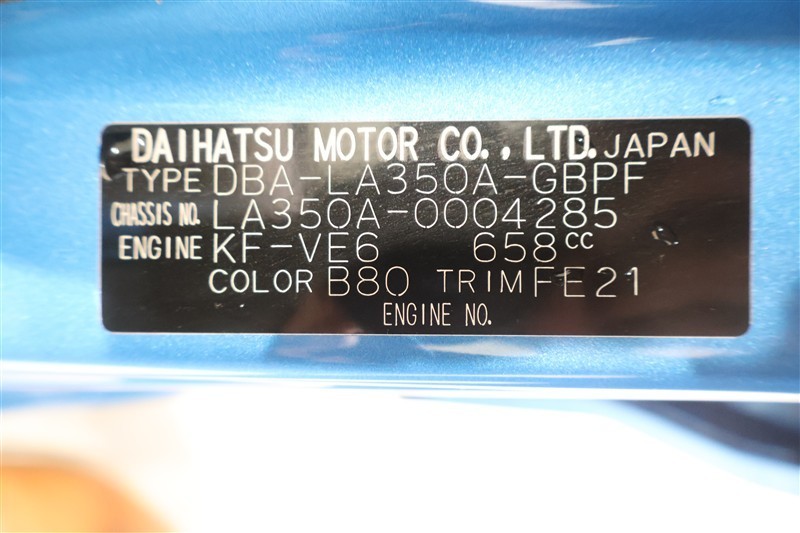 DAIHATSU MOTOR CO., LTD. JAPAN
TYPE DBA-LA350A-GBPF
CHASSIS NO. LA350A-0004285
ENGINE KF-VE6 658CC
COLOR B80 TRIM FE21
ENGINE NO.